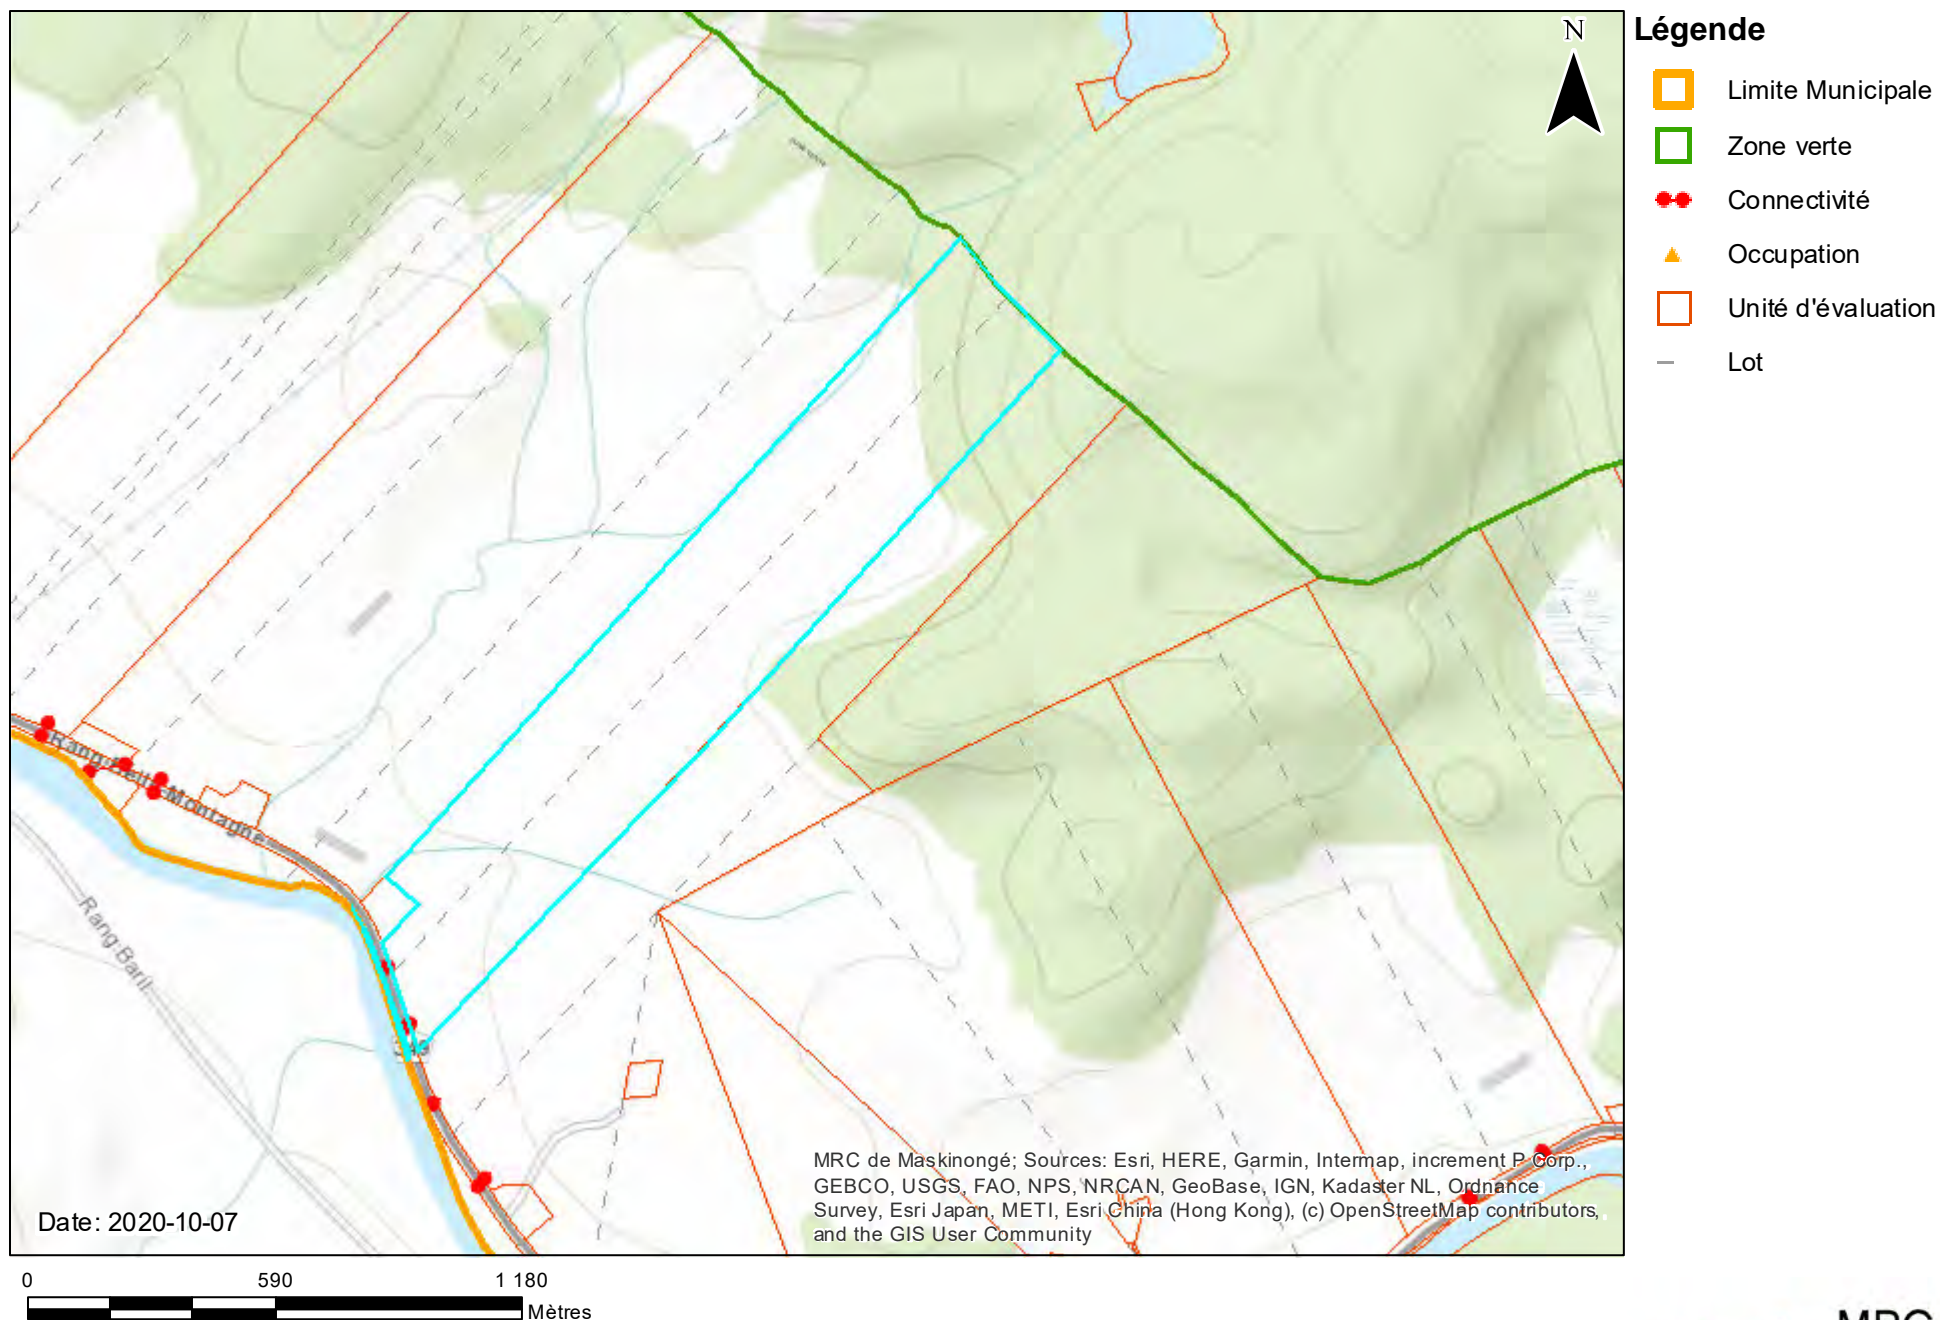 N
Légende
Limite Municipale
Zone verte
Connectivité
Occupation
Unité d'évaluation
Lot
Montagne
Rang Baril
MRC de Maskinongé; Sources: Esri, HERE, Garmin, Intermap, increment P Corp.,
GEBCO, USGS, FAO, NPS, NRCAN, GeoBase, IGN, Kadaster NL, Ordnance
Survey, Esri Japan, METI, Esri China (Hong Kong), (c) OpenStreetMap contributors,
and the GIS User Community
Date: 2020-10-07
0 590 1 180
Mètres